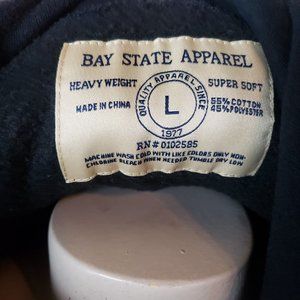 BAY STATE APPAREL
HEAVY WEIGHT
SUPER SOFT
QUALITY APPAREL SINCE
L
1977
MADE IN CHINA
55% COTTON
45% POLYESTER
RN# 0102585
MACHINE WASH COLD WITH LIKE COLORS ONLY NON-
CHLORINE BLEACH WHEN NEEDED TUMBLE DRY LOW